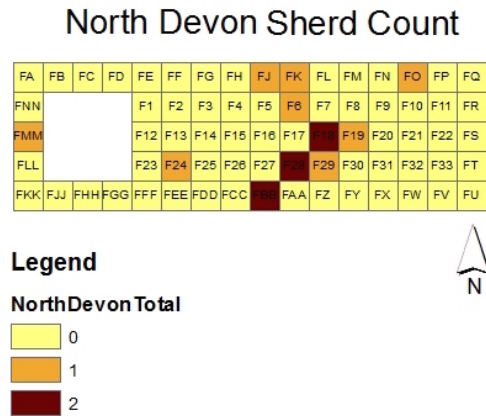 North Devon Sherd Count
FA FB FC FD FE FF FG FH FJ FK FL FM FN FO FP FQ
FNN F1 F2 F3 F4 F5 F6 F7 F8 F9 F10 F11 FR
FMM F12 F13 F14 F15 F16 F17 F18 F19 F20 F21 F22 FS
FLL F23 F24 F25 F26 F27 F28 F29 F30 F31 F32 F33 FT
FKK FJJ FHH FGG FFF FEE FDD FCC FBB FAA FZ FY FX FW FV FU
N
Legend
NorthDevonTotal
0
1
2